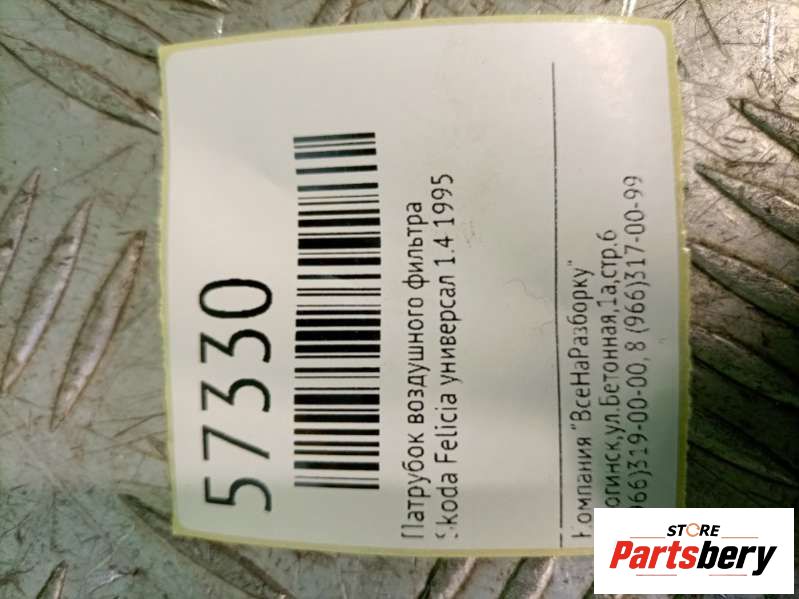 57330
Патрубок воздушного фильтра
Skoda Felicia универсал 1.4 1995
Компания "ВсеНаРазборку"
огинск,ул.Бетонная,1а,стр.6
966)319-00-00, 8 (966)317-00-99
STORE
Partsbery